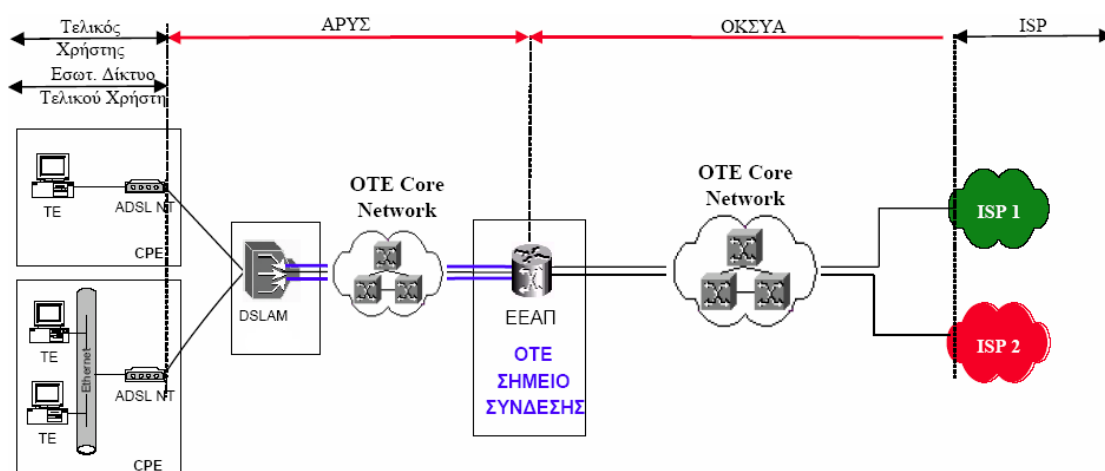 Τελικός
Χρήστης
ΑΡΥΣ
ΟΚΣΥΑ
ISP
Εσωτ. Δίκτυο
Τελικού Χρήστη
TE
ADSL NT
CPE
DSLAM
OTE Core
Network
ΕΕΑΠ
ΟΤΕ
ΣΗΜΕΙΟ
ΣΥΝΔΕΣΗΣ
OTE Core
Network
ISP 1
ISP 2
TE
Ethernet
ADSL NT
TE
CPE